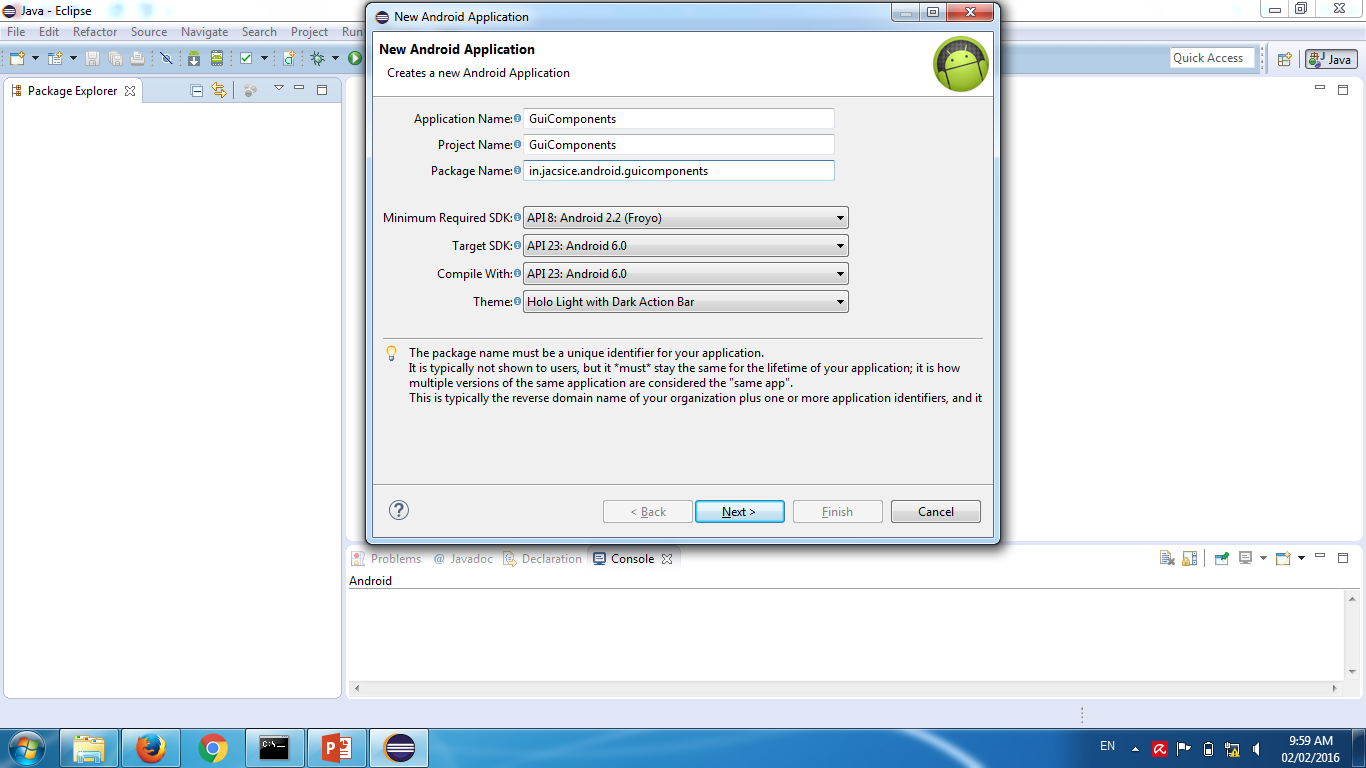 Java - Eclipse
File Edit Refactor Source Navigate Search Project Run
Quick Access
Java
Package Explorer
New Android Application
New Android Application
Creates a new Android Application
Application Name: GuiComponents
Project Name: GuiComponents
Package Name: in.jacsice.android.guicomponents
Minimum Required SDK: API 8: Android 2.2 (Froyo)
Target SDK: API 23: Android 6.0
Compile With: API 23: Android 6.0
Theme: Holo Light with Dark Action Bar
The package name must be a unique identifier for your application.
It is typically not shown to users, but it *must* stay the same for the lifetime of your application; it is how
multiple versions of the same application are considered the "same app".
This is typically the reverse domain name of your organization plus one or more application identifiers, and it
? < Back Next > Finish Cancel
Problems @ Javadoc Declaration Console
Android
C:\_
EN
9:59 AM
02/02/2016